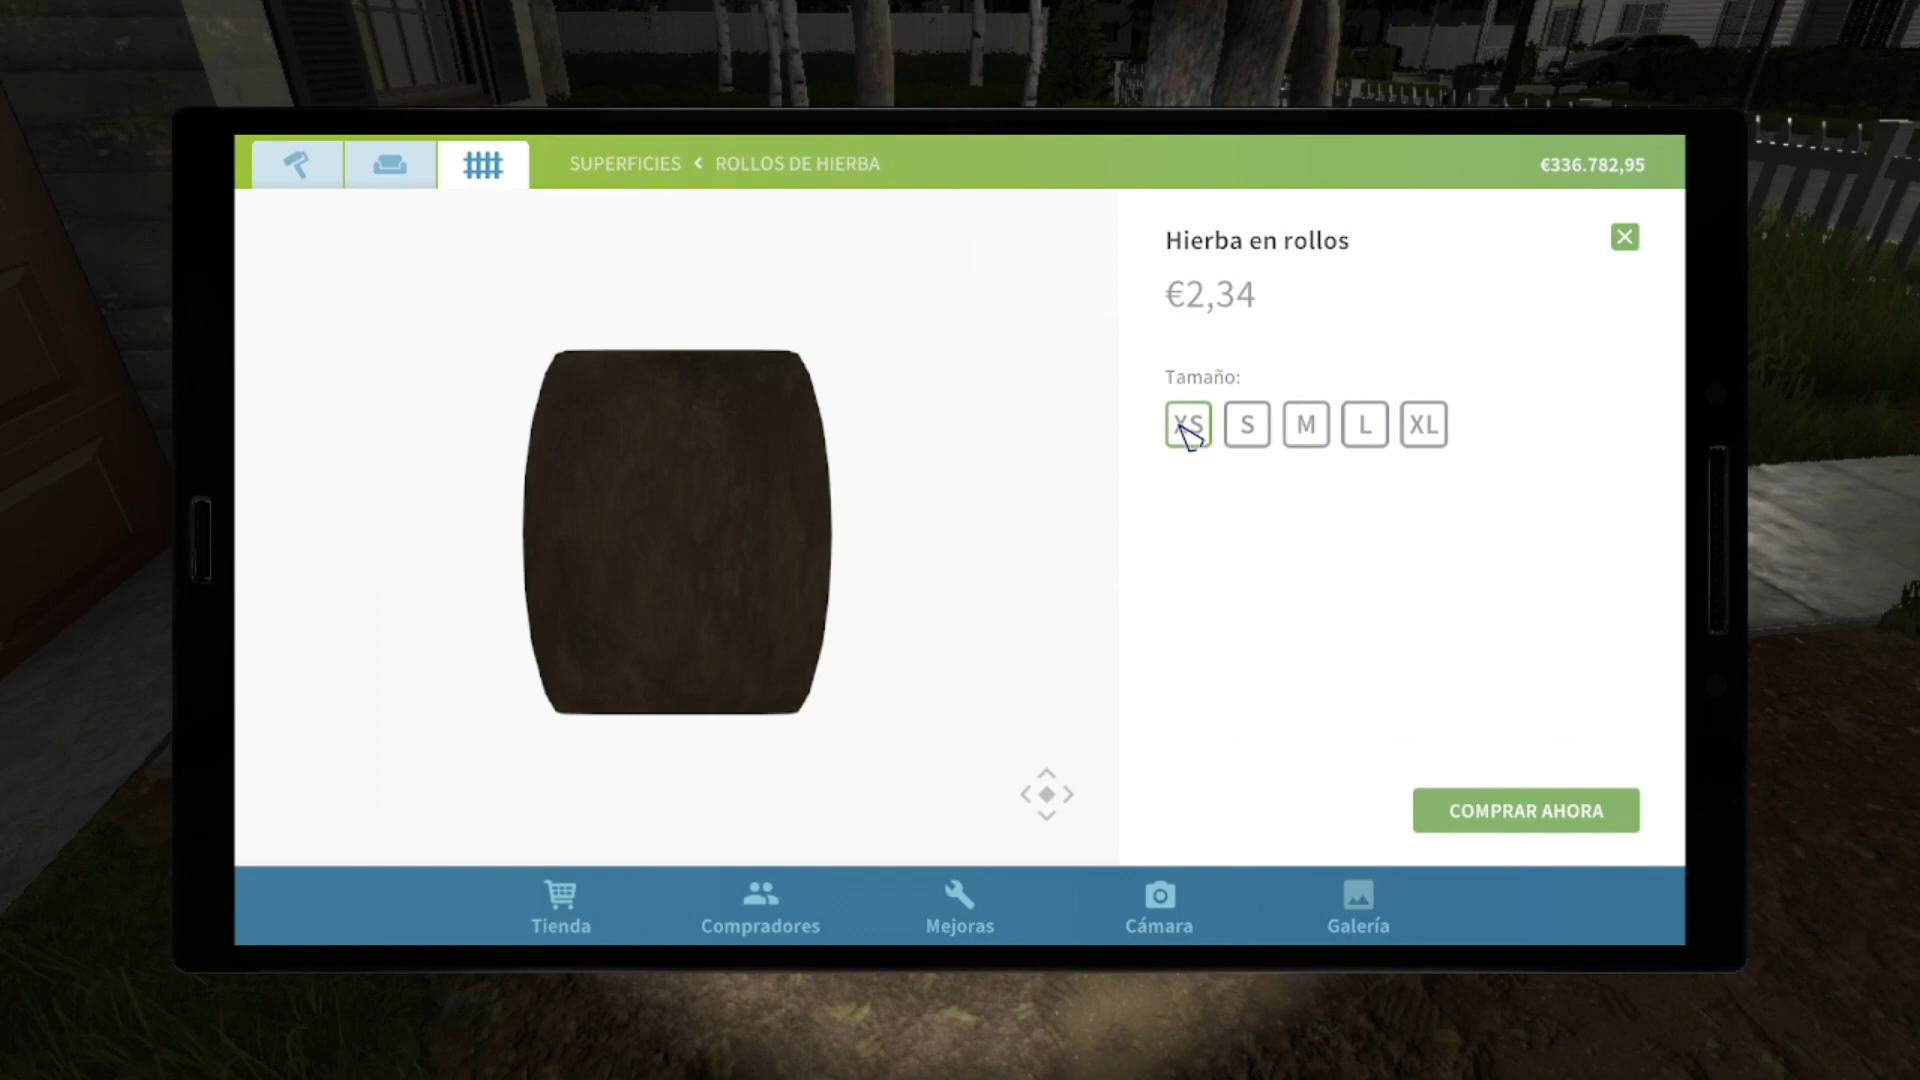 SUPERFICIES < ROLLOS DE HIERBA
€336.782,95
Hierba en rollos
€2,34
Tamaño:
XS S M L XL
COMPRAR AHORA
Tienda Compradores Mejoras Cámara Galería